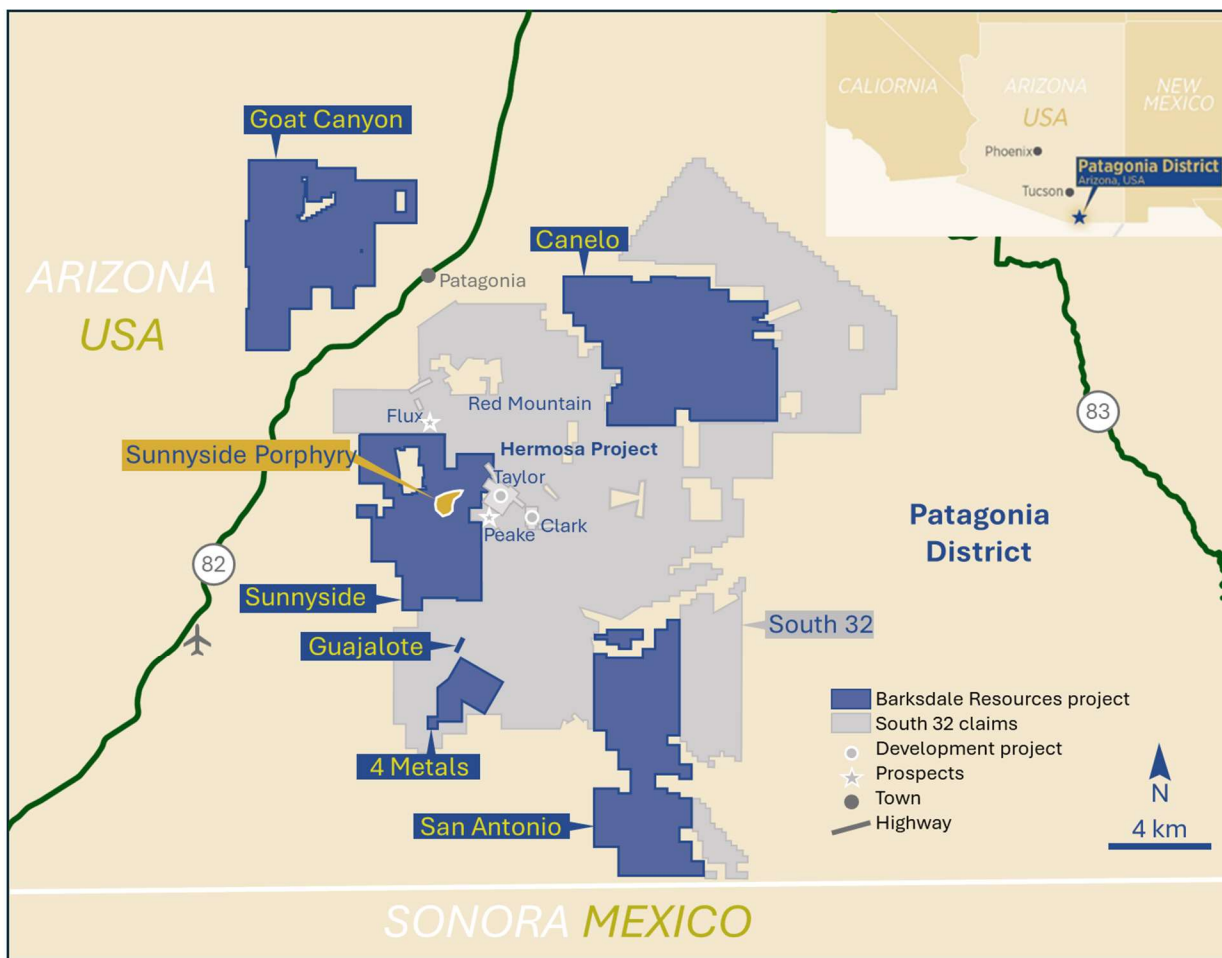 Goat Canyon
CALIORNIA
ARIZONA
USA
NEW
MEXICO
Phoenix
Tucson
Patagonia District
Arizona, USA
ARIZONA
USA
Canelo
Patagonia
Flux
Red Mountain
Hermosa Project
Sunnyside Porphyry
Taylor
Peake
Clark
Patagonia
District
83
82
Sunnyside
Guajalote
South 32
4 Metals
San Antonio
Barksdale Resources project
South 32 claims
Development project
Prospects
Town
Highway
N
4 km
SONORA MEXICO